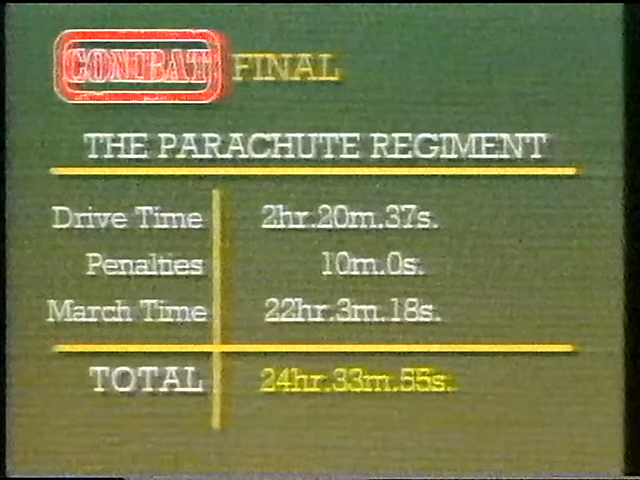 COMBAT FINAL
THE PARACHUTE REGIMENT
Drive Time 2hr.20m.37s.
Penalties 10m.0s.
March Time 22hr.3m.18s.
TOTAL 24hr.33m.55s.